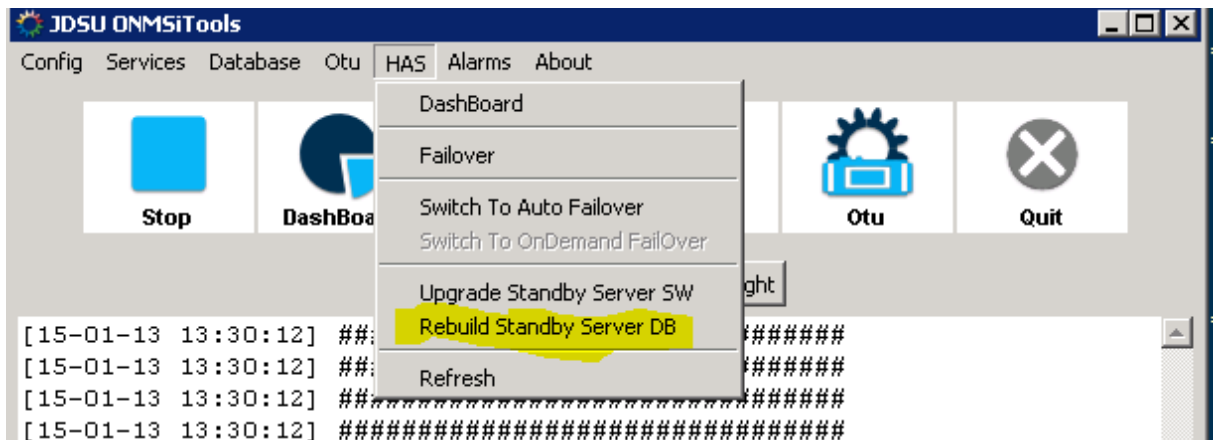 JDSU ONMSiTools
Config Services Database Otu HAS Alarms About
DashBoard
Failover
Switch To Auto Failover
Switch To OnDemand FailOver
Upgrade Standby Server SW
Rebuild Standby Server DB
Refresh
Stop DashBoa Otu Quit
ght
[15-01-13 13:30:12] ################################
[15-01-13 13:30:12] ################################
[15-01-13 13:30:12] ################################
[15-01-13 13:30:12] ################################